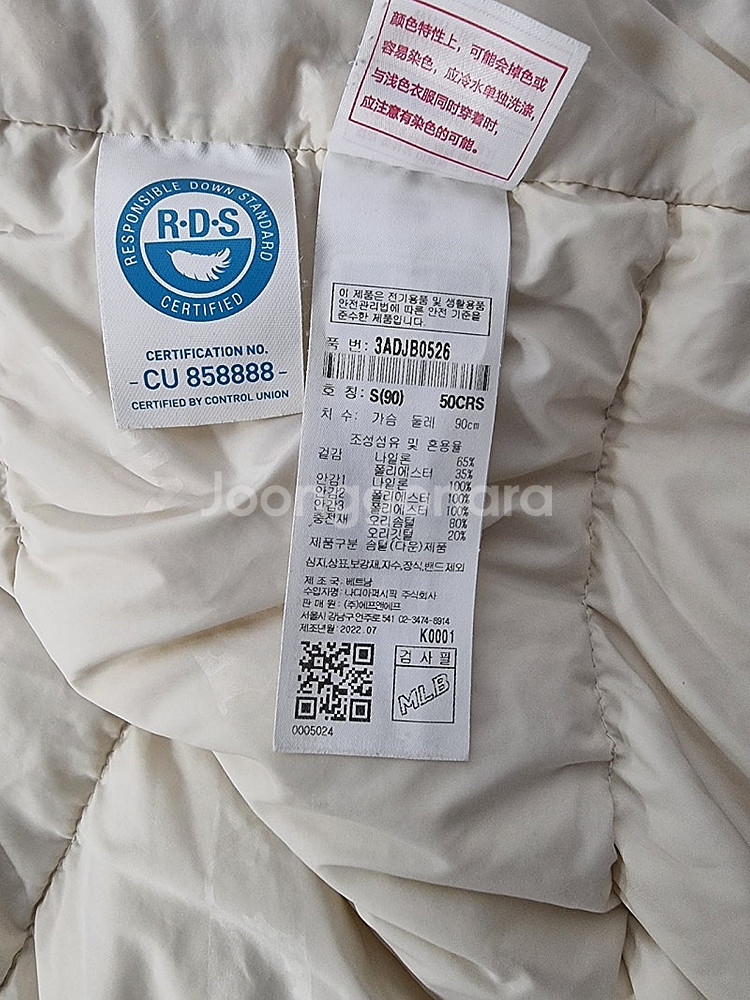 颜色特性上，可能会掉色或
容易染色，应冷水单独洗涤,
与浅色衣服同时穿着时,
应注意有染色的可能。
RESPONSIBLE DOWN STANDARD
R·D·S
CERTIFIED
CERTIFICATION NO.
- CU 858888 -
CERTIFIED BY CONTROL UNION
이 제품은 전기용품 및 생활용품
안전관리법에 따른 안전 기준을
준수한 제품입니다.
품 번: 3ADJB0526
호 칭: S(90) 50CRS
치 수: 가슴 둘레 90cm
조성섬유 및 혼용율
겉감 나일론 65%
폴리에스터 35%
안감1 나일론 100%
안감2 폴리에스터 100%
안감3 폴리에스터 100%
충전재 오리솜털 80%
오리깃털 20%
제품구분 솜털(다운)제품
심지,상표,보강재,자수,장식,밴드제외
제 조 국: 베트남
수입자명: 나디아퍼시픽 주식회사
판 매 원: (주)에프앤에프
서울시 강남구 언주로 541 02-3474-6914
제조년월: 2022.07
K0001
검 사 필
MLB
0005024
Joonggonara